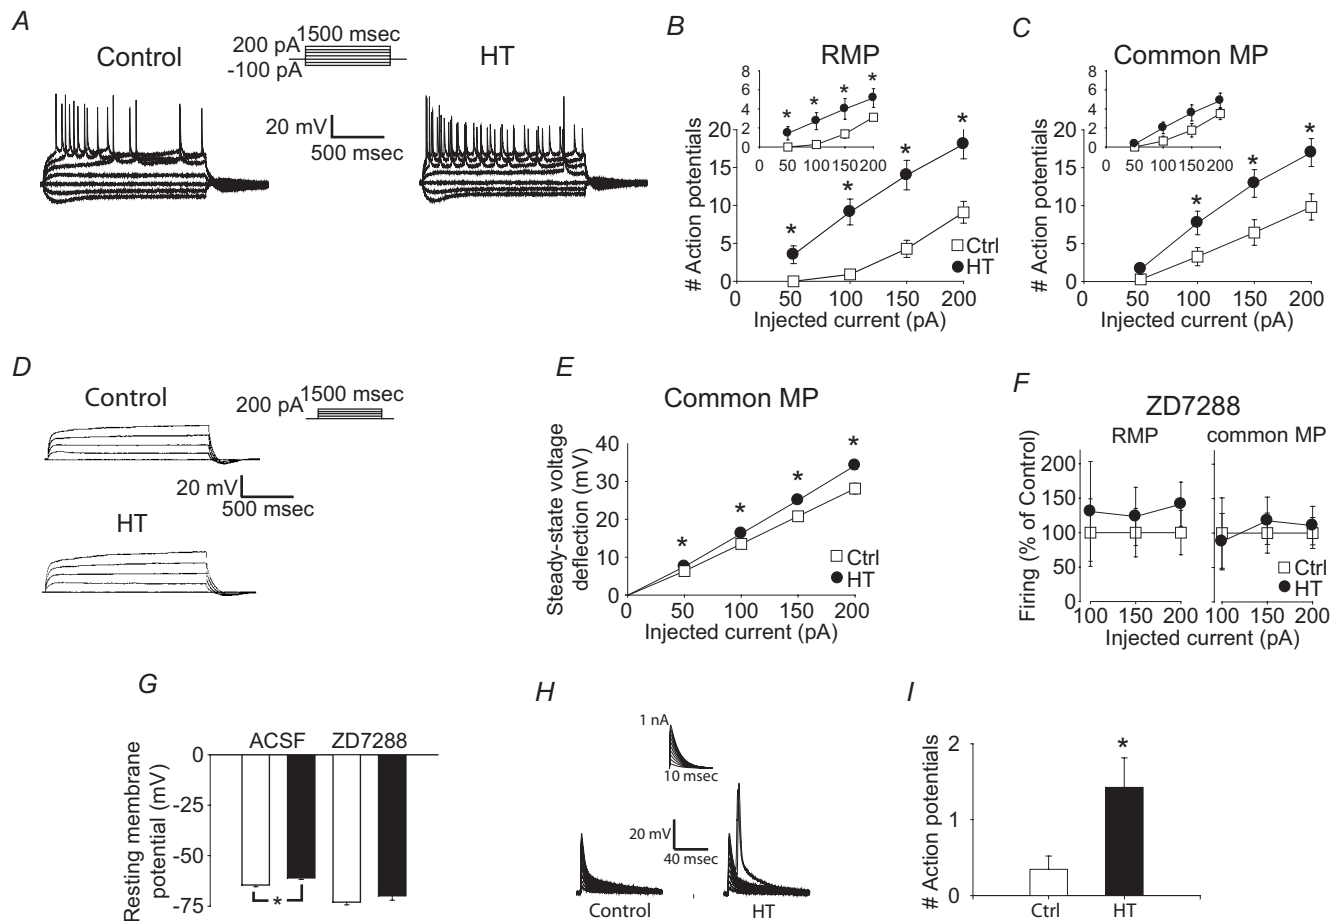 A
Control
200 pA
1500 msec
-100 pA
20 mV
500 msec
HT
B
RMP
8
6
4
2
0
50 100 150 200
*
*
*
*
20
15
10
5
0
# Action potentials
*
*
*
*
Ctrl
HT
0 50 100 150 200
Injected current (pA)
C
Common MP
8
6
4
2
0
50 100 150 200
20
15
10
5
0
# Action potentials
*
*
*
0 50 100 150 200
Injected current (pA)
D
Control
200 pA
1500 msec
20 mV
500 msec
HT
E
Common MP
40
30
20
10
0
Steady-state voltage
deflection (mV)
*
*
*
*
Ctrl
HT
0 50 100 150 200
Injected current (pA)
F
ZD7288
RMP
common MP
200
150
100
50
0
Firing (% of Control)
Ctrl
HT
100 150 200
100 150 200
Injected current (pA)
G
ACSF
ZD7288
0
-25
-50
-75
Resting membrane
potential (mV)
*
H
1 nA
10 msec
20 mV
40 msec
Control
HT
I
2
1
0
# Action potentials
*
Ctrl
HT